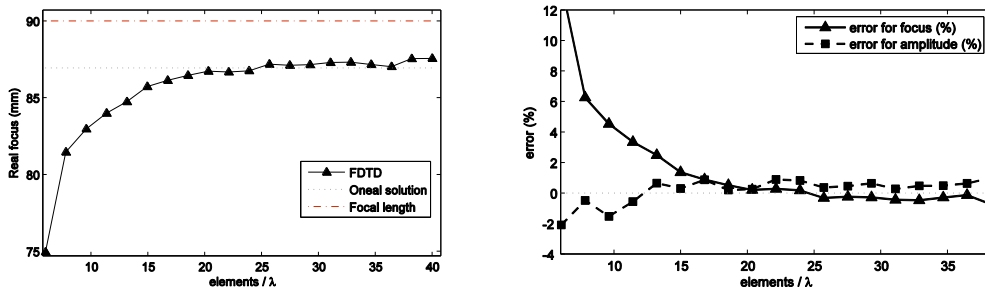 90
85
80
75
Real focus (mm)
10
15
20
25
30
35
40
elements / λ
FDTD
Oneal solution
Focal length
12
10
8
6
4
2
0
-2
-4
error (%)
10
15
20
25
30
35
elements / λ
error for focus (%)
error for amplitude (%)